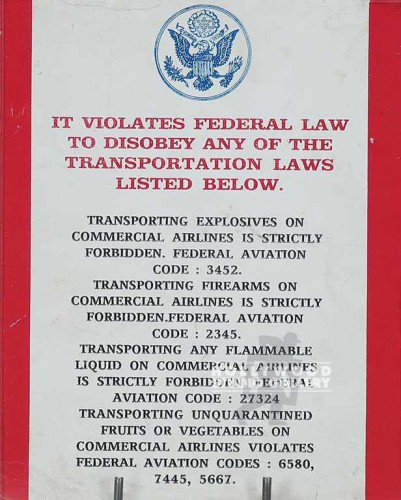 IT VIOLATES FEDERAL LAW
TO DISOBEY ANY OF THE
TRANSPORTATION LAWS
LISTED BELOW.
TRANSPORTING EXPLOSIVES ON
COMMERCIAL AIRLINES IS STRICTLY
FORBIDDEN. FEDERAL AVIATION
CODE : 3452.
TRANSPORTING FIREARMS ON
COMMERCIAL AIRLINES IS STRICTLY
FORBIDDEN.FEDERAL AVIATION
CODE : 2345.
TRANSPORTING ANY FLAMMABLE
LIQUID ON COMMERCIAL AIRLINES
IS STRICTLY FORBIDDEN FEDERAL
AVIATION CODE : 27324
TRANSPORTING UNQUARANTINED
FRUITS OR VEGETABLES ON
COMMERCIAL AIRLINES VIOLATES
FEDERAL AVIATION CODES : 6580,
7445, 5667.
HOLLYWOOD